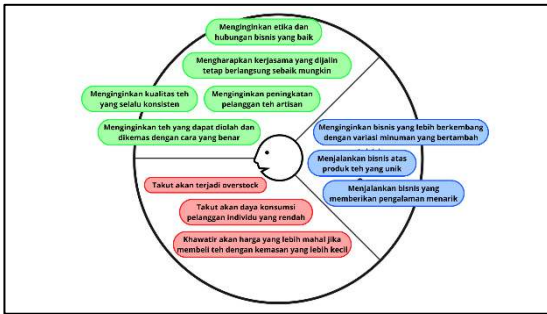 Menginginkan etika dan
hubungan bisnis yang baik
Mengharapkan kerjasama yang dijalin
tetap berlangsung sebaik mungkin
Menginginkan kualitas teh
yang selalu konsisten
Menginginkan peningkatan
pelanggan teh artisan
Menginginkan teh yang dapat diolah dan
dikemas dengan cara yang benar
Menginginkan bisnis yang lebih berkembang
dengan variasi minuman yang bertambah
Menjalankan bisnis atas
produk teh yang unik
Menjalankan bisnis yang
memberikan pengalaman menarik
Takut akan terjadi overstock
Takut akan daya konsumsi
pelanggan individu yang rendah
Khawatir akan harga yang lebih mahal jika
membeli teh dengan kemasan yang lebih kecil